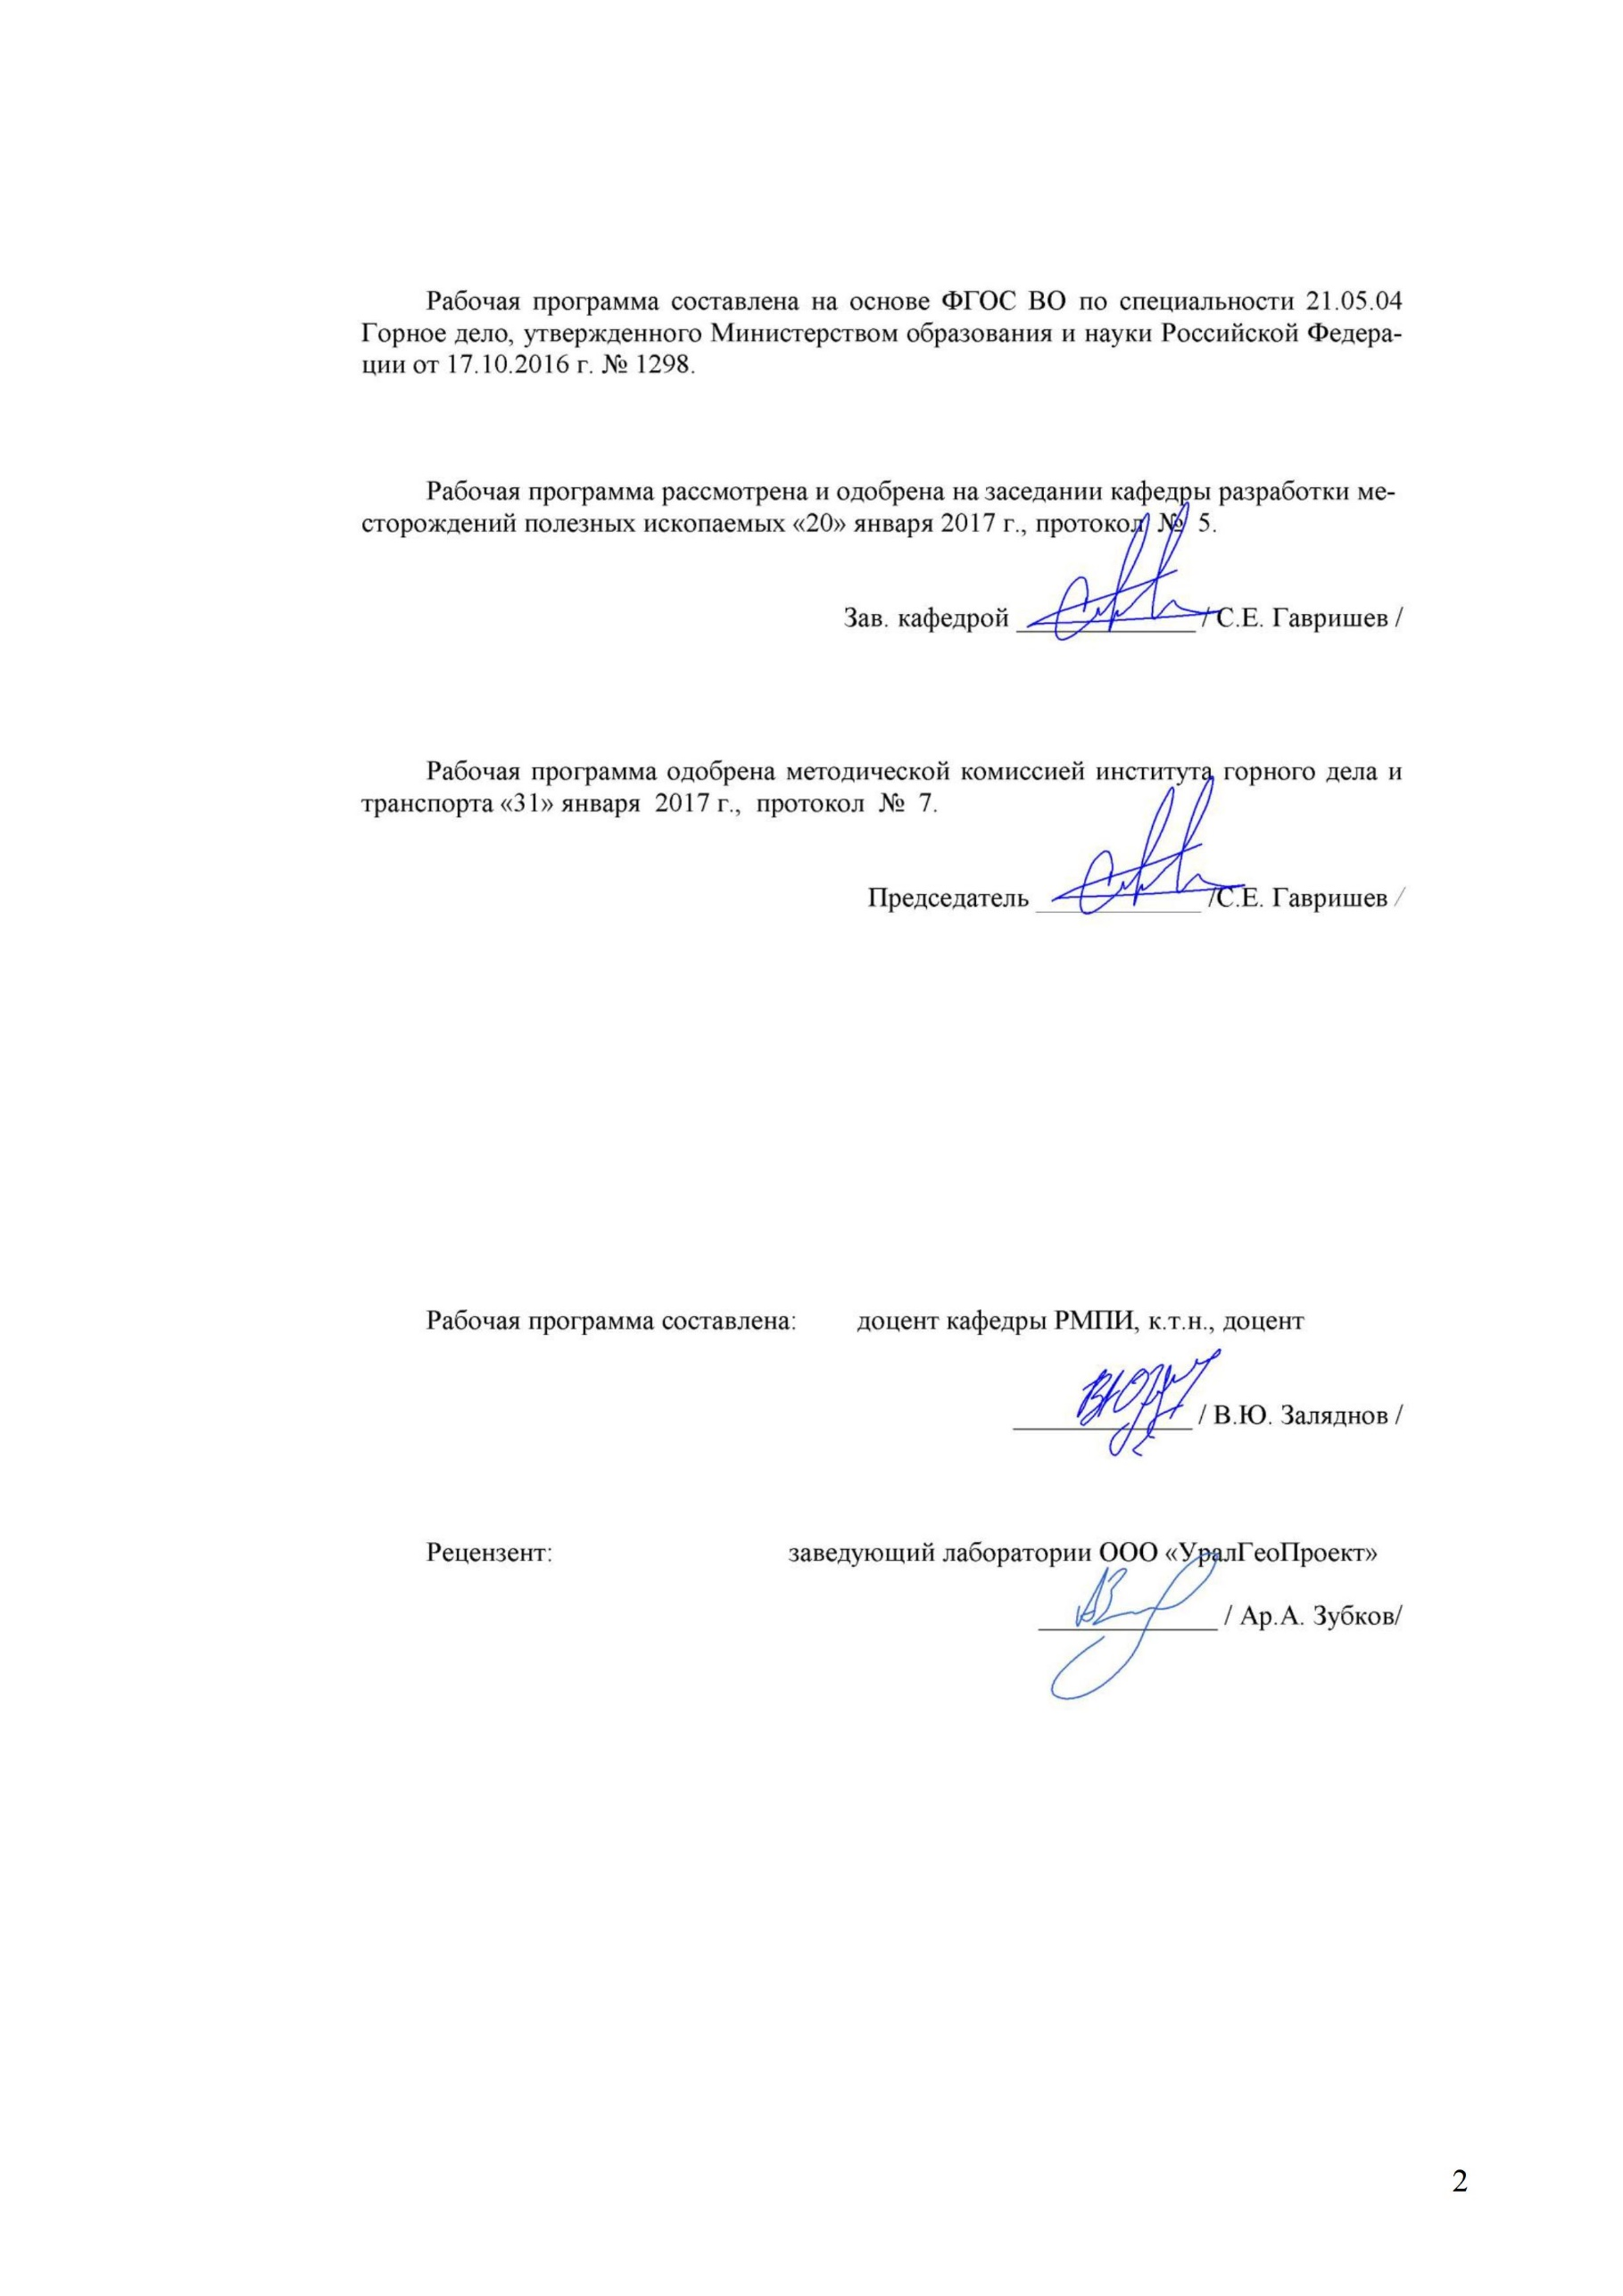 Рабочая программа составлена на основе ФГОС ВО по специальности 21.05.04
Горное дело, утвержденного Министерством образования и науки Российской Федера-
ции от 17.10.2016 г. № 1298.
Рабочая программа рассмотрена и одобрена на заседании кафедры разработки ме-
сторождений полезных ископаемых «20» января 2017 г., протокол № 5.
Зав. кафедрой ______________ / С.Е. Гавришев /
Рабочая программа одобрена методической комиссией института горного дела и
транспорта «31» января 2017 г., протокол № 7.
Председатель _____________ /С.Е. Гавришев /
Рабочая программа составлена: доцент кафедры РМПИ, к.т.н., доцент
______________ / В.Ю. Заляднов /
Рецензент: заведующий лаборатории ООО «УралГеоПроект»
______________ / Ар.А. Зубков/
2